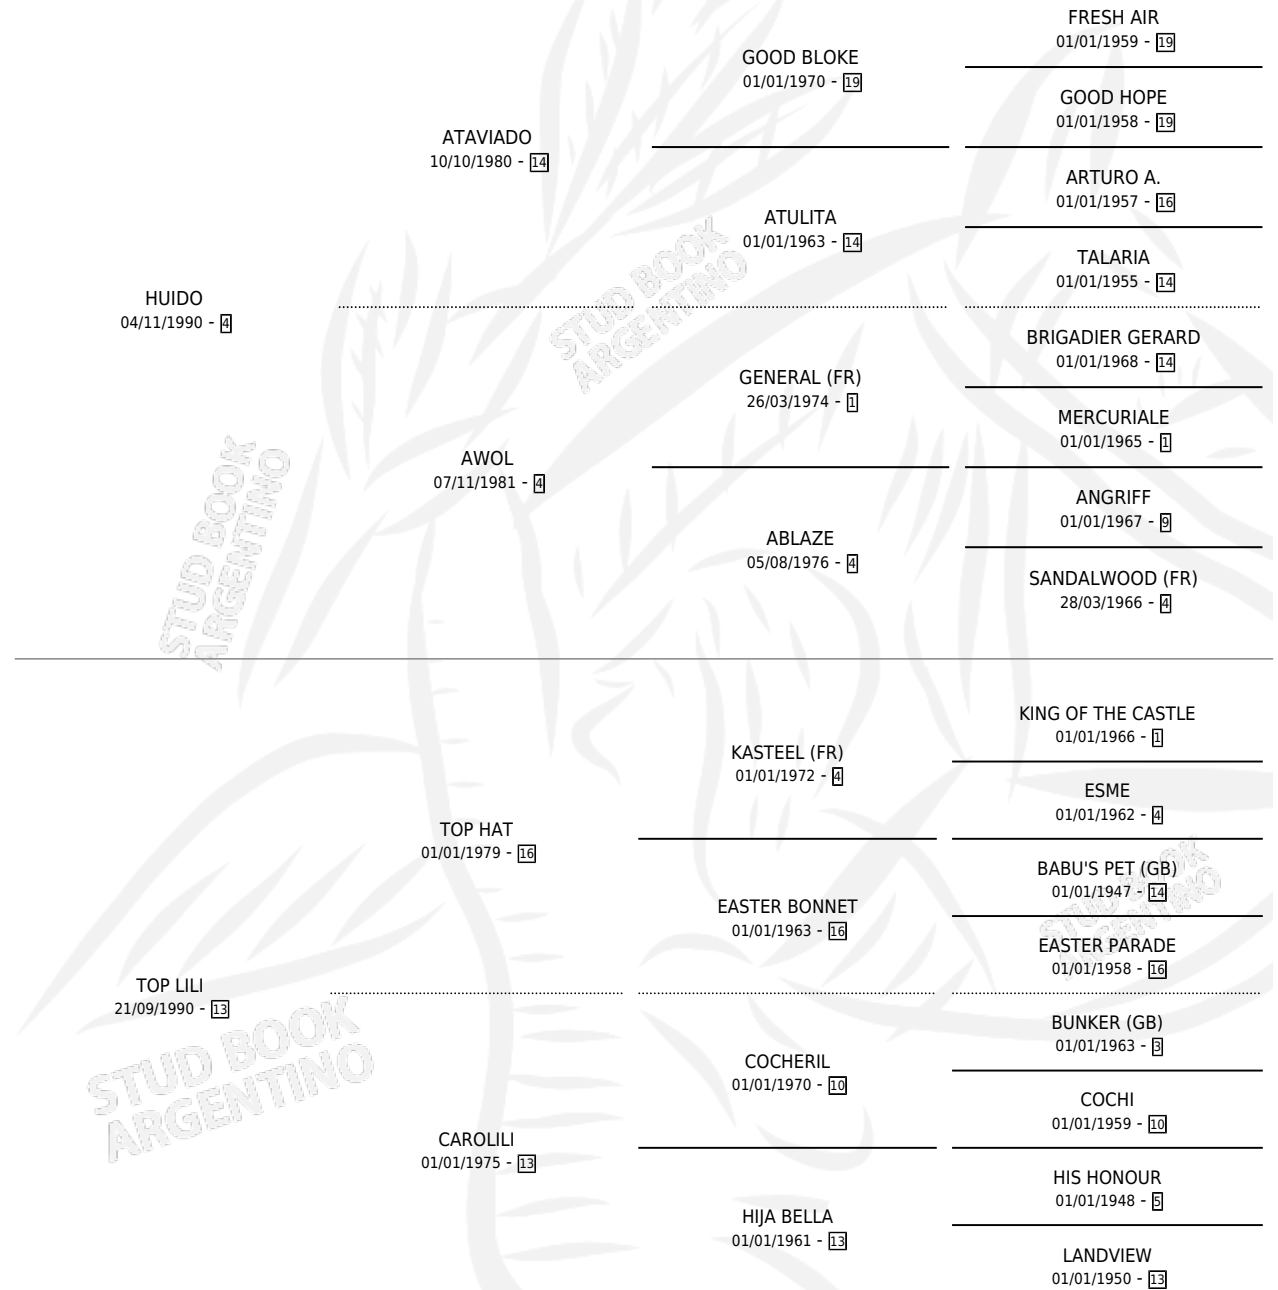 FRESH AIR
01/01/1959 - 19
GOOD BLOKE
01/01/1970 - 19
GOOD HOPE
01/01/1958 - 19
ATAVIADO
10/10/1980 - 14
ARTURO A.
01/01/1957 - 16
ATULITA
01/01/1963 - 14
TALARIA
01/01/1955 - 14
HUIDO
04/11/1990 - 4
BRIGADIER GERARD
01/01/1968 - 14
GENERAL (FR)
26/03/1974 - 1
MERCURIALE
01/01/1965 - 1
AWOL
07/11/1981 - 4
ANGRIFF
01/01/1967 - 9
ABLAZE
05/08/1976 - 4
SANDALWOOD (FR)
28/03/1966 - 4
KING OF THE CASTLE
01/01/1966 - 1
KASTEEL (FR)
01/01/1972 - 4
ESME
01/01/1962 - 4
TOP HAT
01/01/1979 - 16
BABU'S PET (GB)
01/01/1947 - 14
EASTER BONNET
01/01/1963 - 16
EASTER PARADE
01/01/1958 - 16
TOP LILI
21/09/1990 - 13
BUNKER (GB)
01/01/1963 - 3
COCHERIL
01/01/1970 - 10
COCHI
01/01/1959 - 10
CAROLILI
01/01/1975 - 13
HIS HONOUR
01/01/1948 - 5
HIJA BELLA
01/01/1961 - 13
LANDVIEW
01/01/1950 - 13
STUD BOOK
ARGENTINO
STUD BOOK
ARGENTINO
STUD BOOK
ARGENTINO
STUD BOOK
ARGENTINO